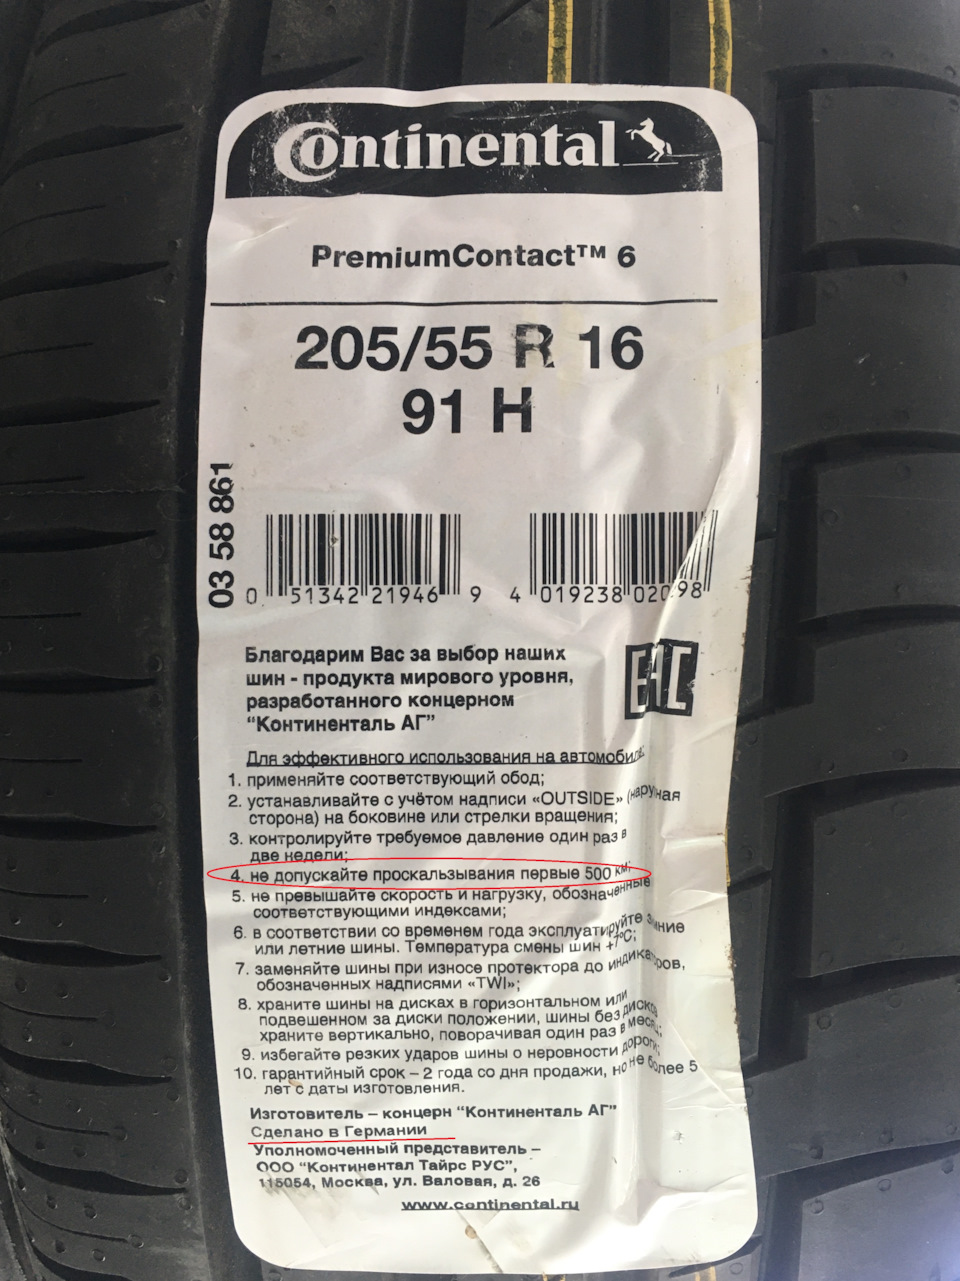 Continental
PremiumContact™ 6
205/55 R 16
91 H
03 58 861
0 51342 21946 9
4 019238 020 98
Благодарим Вас за выбор наших
шин - продукта мирового уровня,
разработанного концерном
“Континенталь АГ”
EAC
Для эффективного использования на автомобиле:
1. применяйте соответствующий обод;
2. устанавливайте с учётом надписи «OUTSIDE» (наружная
сторона) на боковине или стрелки вращения;
3. контролируйте требуемое давление один раз в
две недели;
4. не допускайте проскальзывания первые 500 км;
5. не превышайте скорость и нагрузку, обозначенные
соответствующими индексами;
6. в соответствии со временем года эксплуатируйте зимние
или летние шины. Температура смены шин +7°C;
7. заменяйте шины при износе протектора до индикаторов,
обозначенных надписями «TWI»;
8. храните шины на дисках в горизонтальном или
подвешенном за диски положении, шины без дисков
храните вертикально, поворачивая один раз в месяц;
9. избегайте резких ударов шины о неровности дороги;
10. гарантийный срок – 2 года со дня продажи, но не более 5
лет с даты изготовления.
Изготовитель – концерн “Континенталь АГ”
Сделано в Германии
Уполномоченный представитель –
ООО “Континентал Тайрс РУС”,
115054, Москва, ул. Валовая, д. 26
www.continental.ru